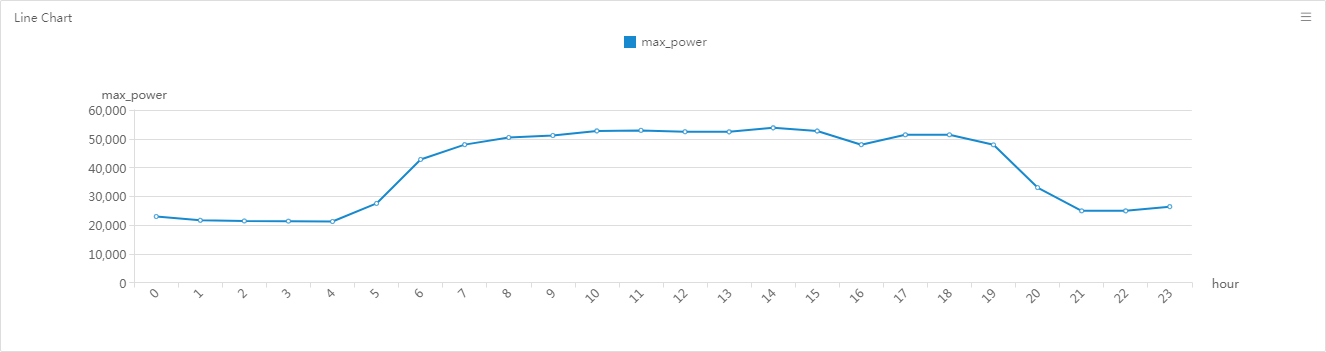 Line Chart
max_power
max_power
60,000
50,000
40,000
30,000
20,000
10,000
0
0 1 2 3 4 5 6 7 8 9 10 11 12 13 14 15 16 17 18 19 20 21 22 23
hour